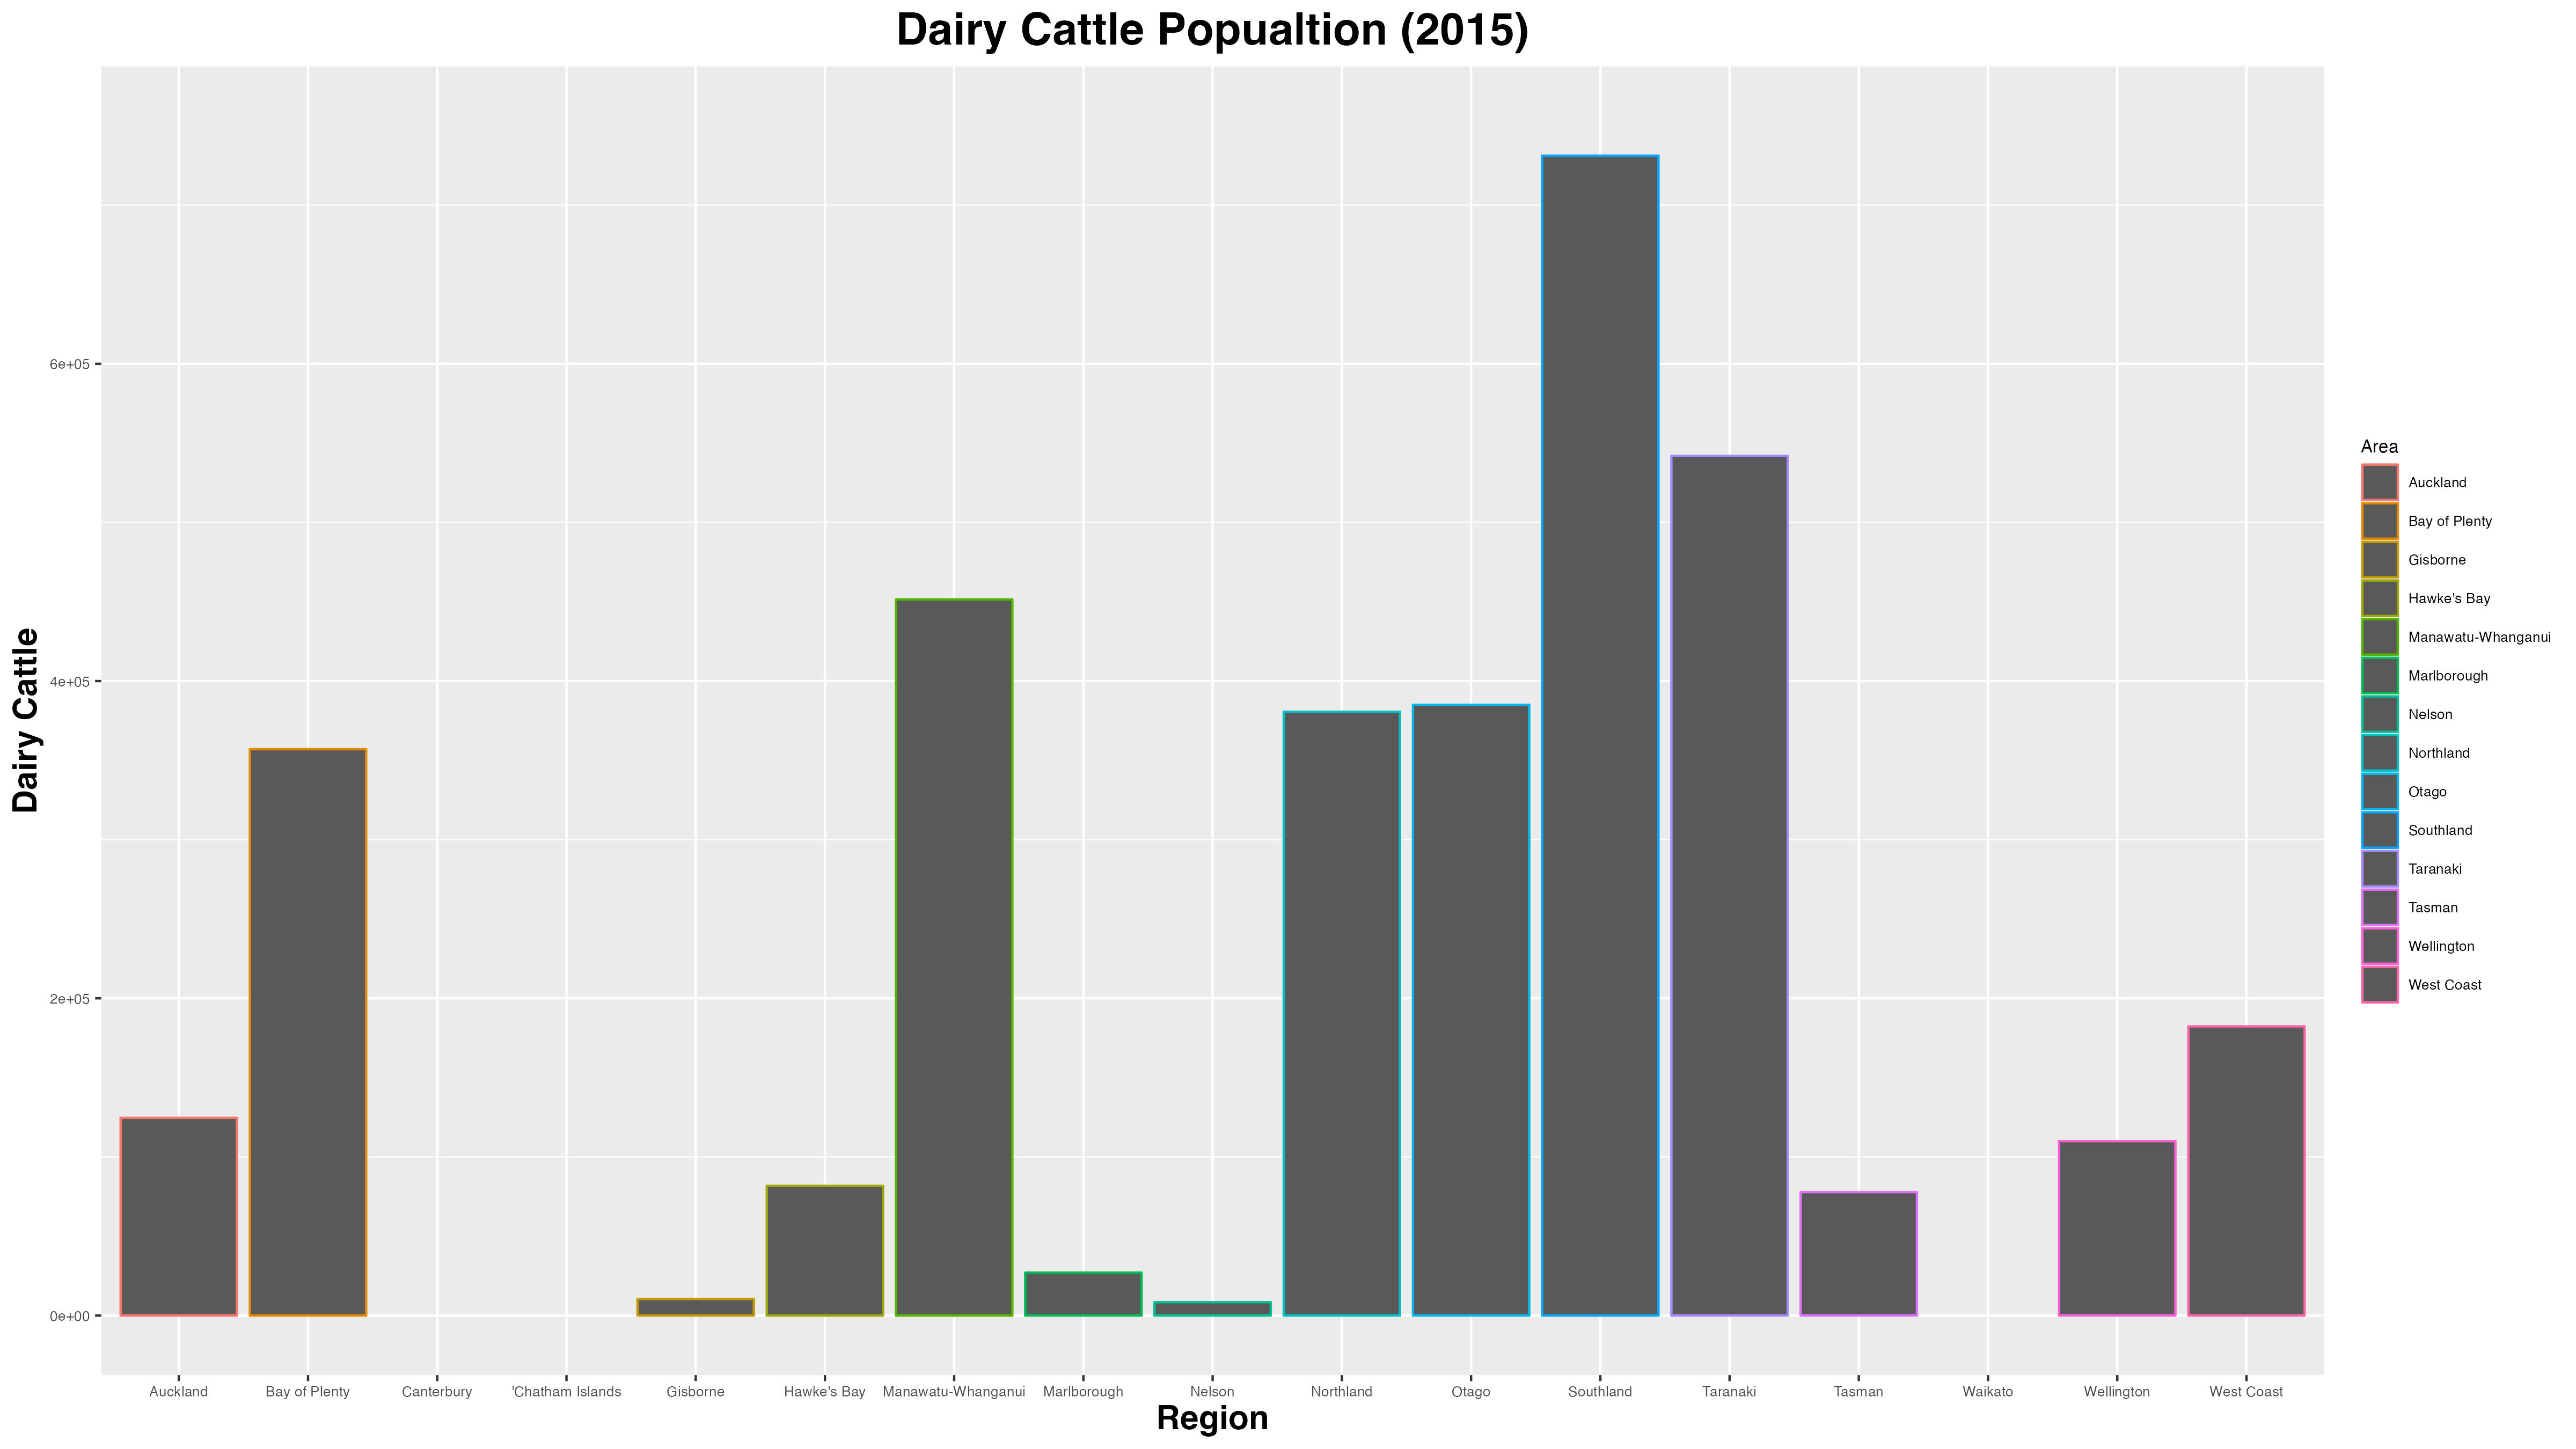 Dairy Cattle Popualtion (2015)
Dairy Cattle
6e+05
4e+05
2e+05
0e+00
Auckland
Bay of Plenty
Canterbury
'Chatham Islands
Gisborne
Hawke's Bay
Manawatu-Whanganui
Marlborough
Nelson
Northland
Otago
Southland
Taranaki
Tasman
Waikato
Wellington
West Coast
Region
Area
Auckland
Bay of Plenty
Gisborne
Hawke's Bay
Manawatu-Whanganui
Marlborough
Nelson
Northland
Otago
Southland
Taranaki
Tasman
Wellington
West Coast